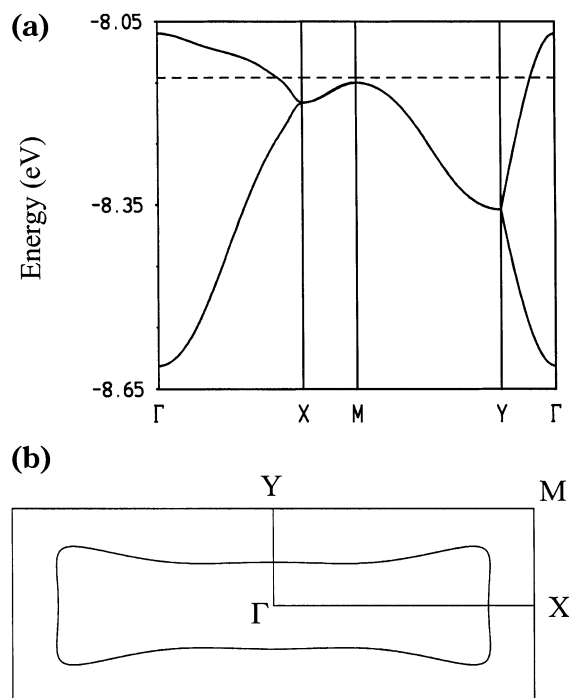 (a)
-8.05
Energy (eV)
-8.35
-8.65
Γ X M Y Γ
(b)
Y M
Γ X